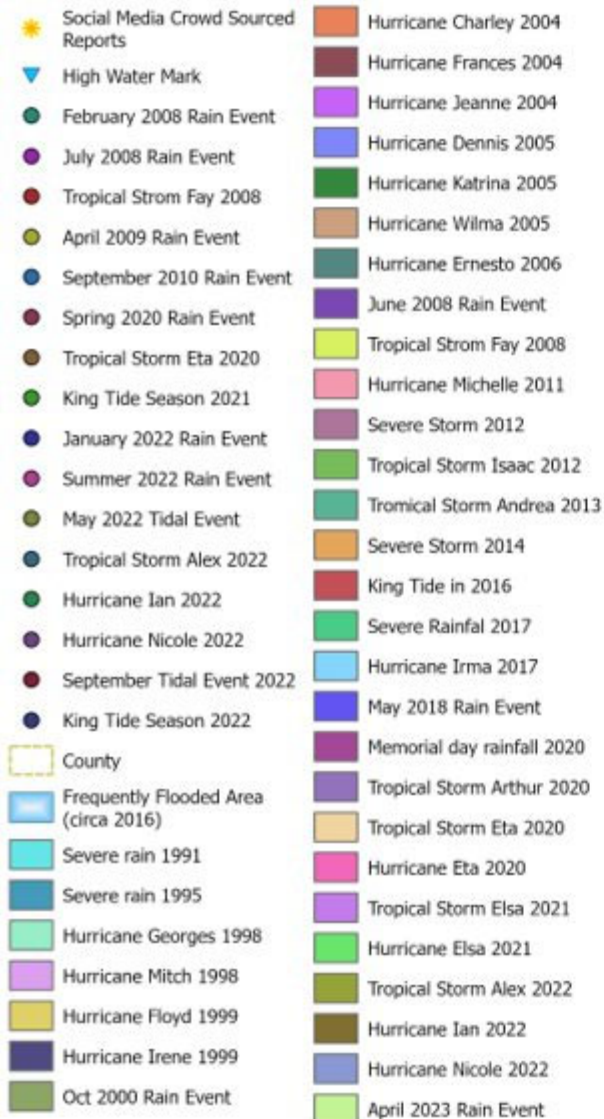 Social Media Crowd Sourced
Reports
High Water Mark
February 2008 Rain Event
July 2008 Rain Event
Tropical Strom Fay 2008
April 2009 Rain Event
September 2010 Rain Event
Spring 2020 Rain Event
Tropical Storm Eta 2020
King Tide Season 2021
January 2022 Rain Event
Summer 2022 Rain Event
May 2022 Tidal Event
Tropical Storm Alex 2022
Hurricane Ian 2022
Hurricane Nicole 2022
September Tidal Event 2022
King Tide Season 2022
County
Frequently Flooded Area
(circa 2016)
Severe rain 1991
Severe rain 1995
Hurricane Georges 1998
Hurricane Mitch 1998
Hurricane Floyd 1999
Hurricane Irene 1999
Oct 2000 Rain Event
Hurricane Charley 2004
Hurricane Frances 2004
Hurricane Jeanne 2004
Hurricane Dennis 2005
Hurricane Katrina 2005
Hurricane Wilma 2005
Hurricane Ernesto 2006
June 2008 Rain Event
Tropical Strom Fay 2008
Hurricane Michelle 2011
Severe Storm 2012
Tropical Storm Isaac 2012
Tromical Storm Andrea 2013
Severe Storm 2014
King Tide in 2016
Severe Rainfal 2017
Hurricane Irma 2017
May 2018 Rain Event
Memorial day rainfall 2020
Tropical Storm Arthur 2020
Tropical Storm Eta 2020
Hurricane Eta 2020
Tropical Storm Elsa 2021
Hurricane Elsa 2021
Tropical Storm Alex 2022
Hurricane Ian 2022
Hurricane Nicole 2022
April 2023 Rain Event